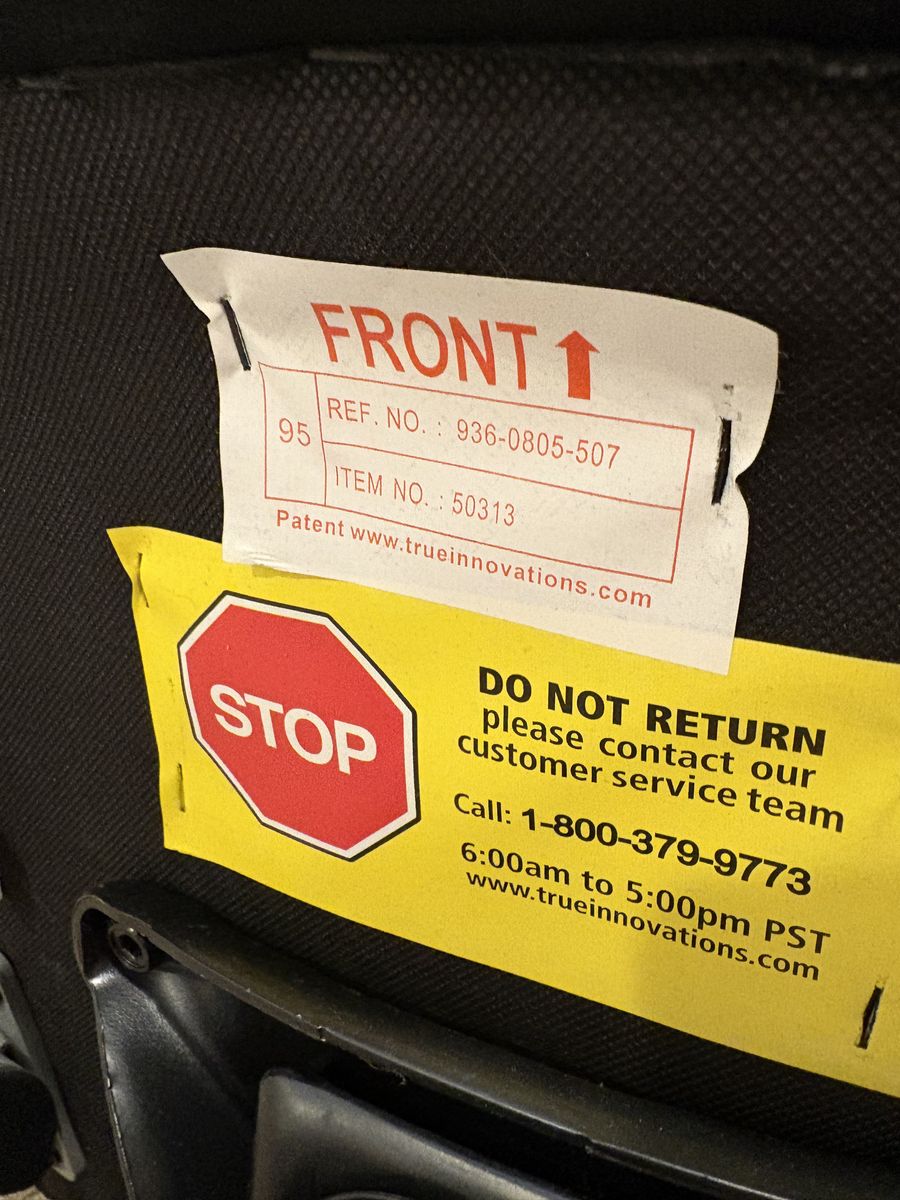 FRONT
95
REF. NO. : 936-0805-507
ITEM NO. : 50313
Patent www.trueinnovations.com
STOP
DO NOT RETURN
please contact our
customer service team
Call: 1-800-379-9773
6:00am to 5:00pm PST
www.trueinnovations.com